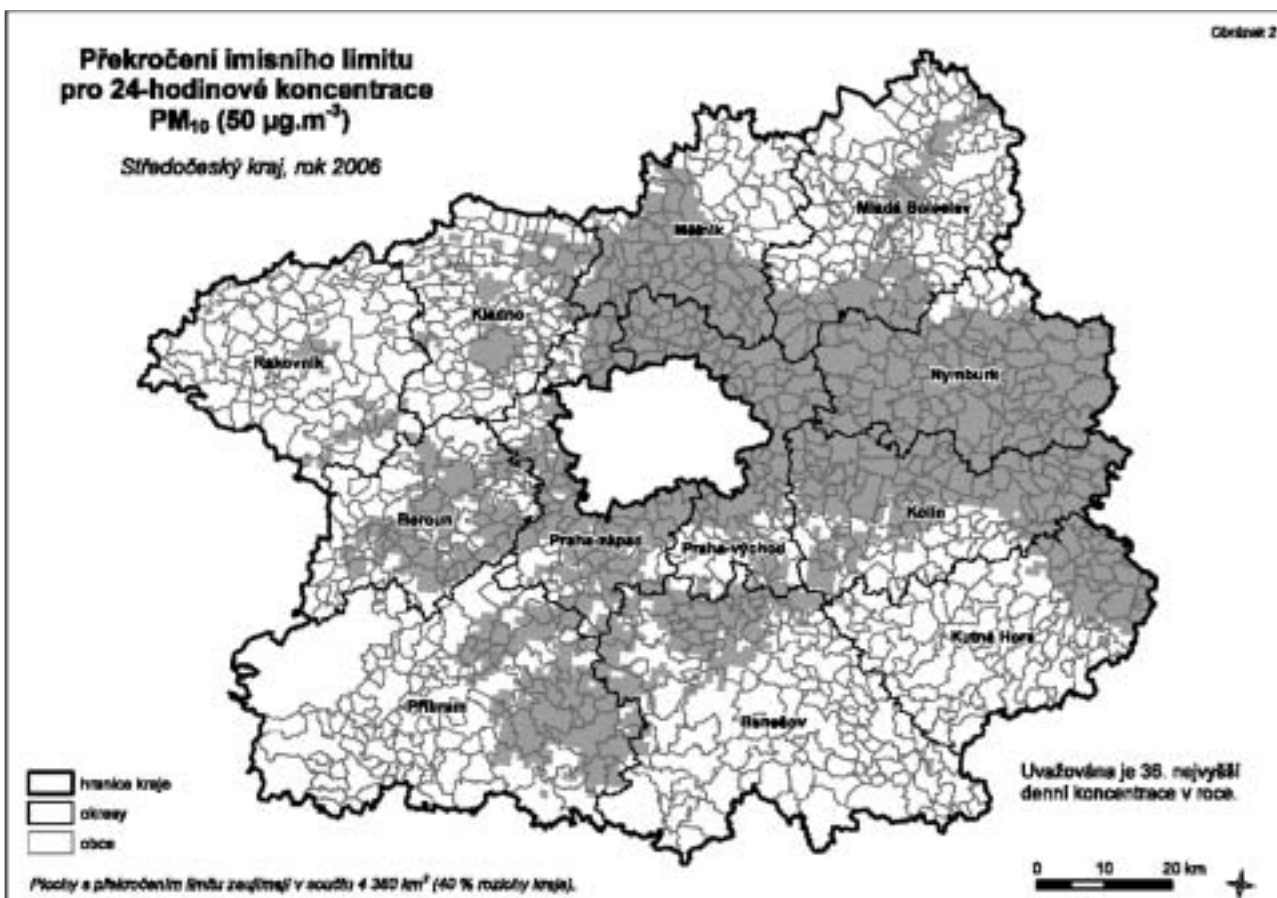 Obrázek 2
Překročení imisního limitu
pro 24-hodinové koncentrace
PM₁₀ (50 µg.m⁻³)
Středočeský kraj, rok 2006
Mladá Boleslav
Mělník
Kladno
Rakovník
Nymburk
Beroun
Kolín
Praha-západ
Praha-východ
Kutná Hora
Příbram
Benešov
hranice kraje
okresy
obce
Uvažována je 36. nejvyšší
denní koncentrace v roce.
0 10 20 km
Plochy s překročením limitu zaujímají v součtu 4 360 km² (40 % rozlohy kraje).